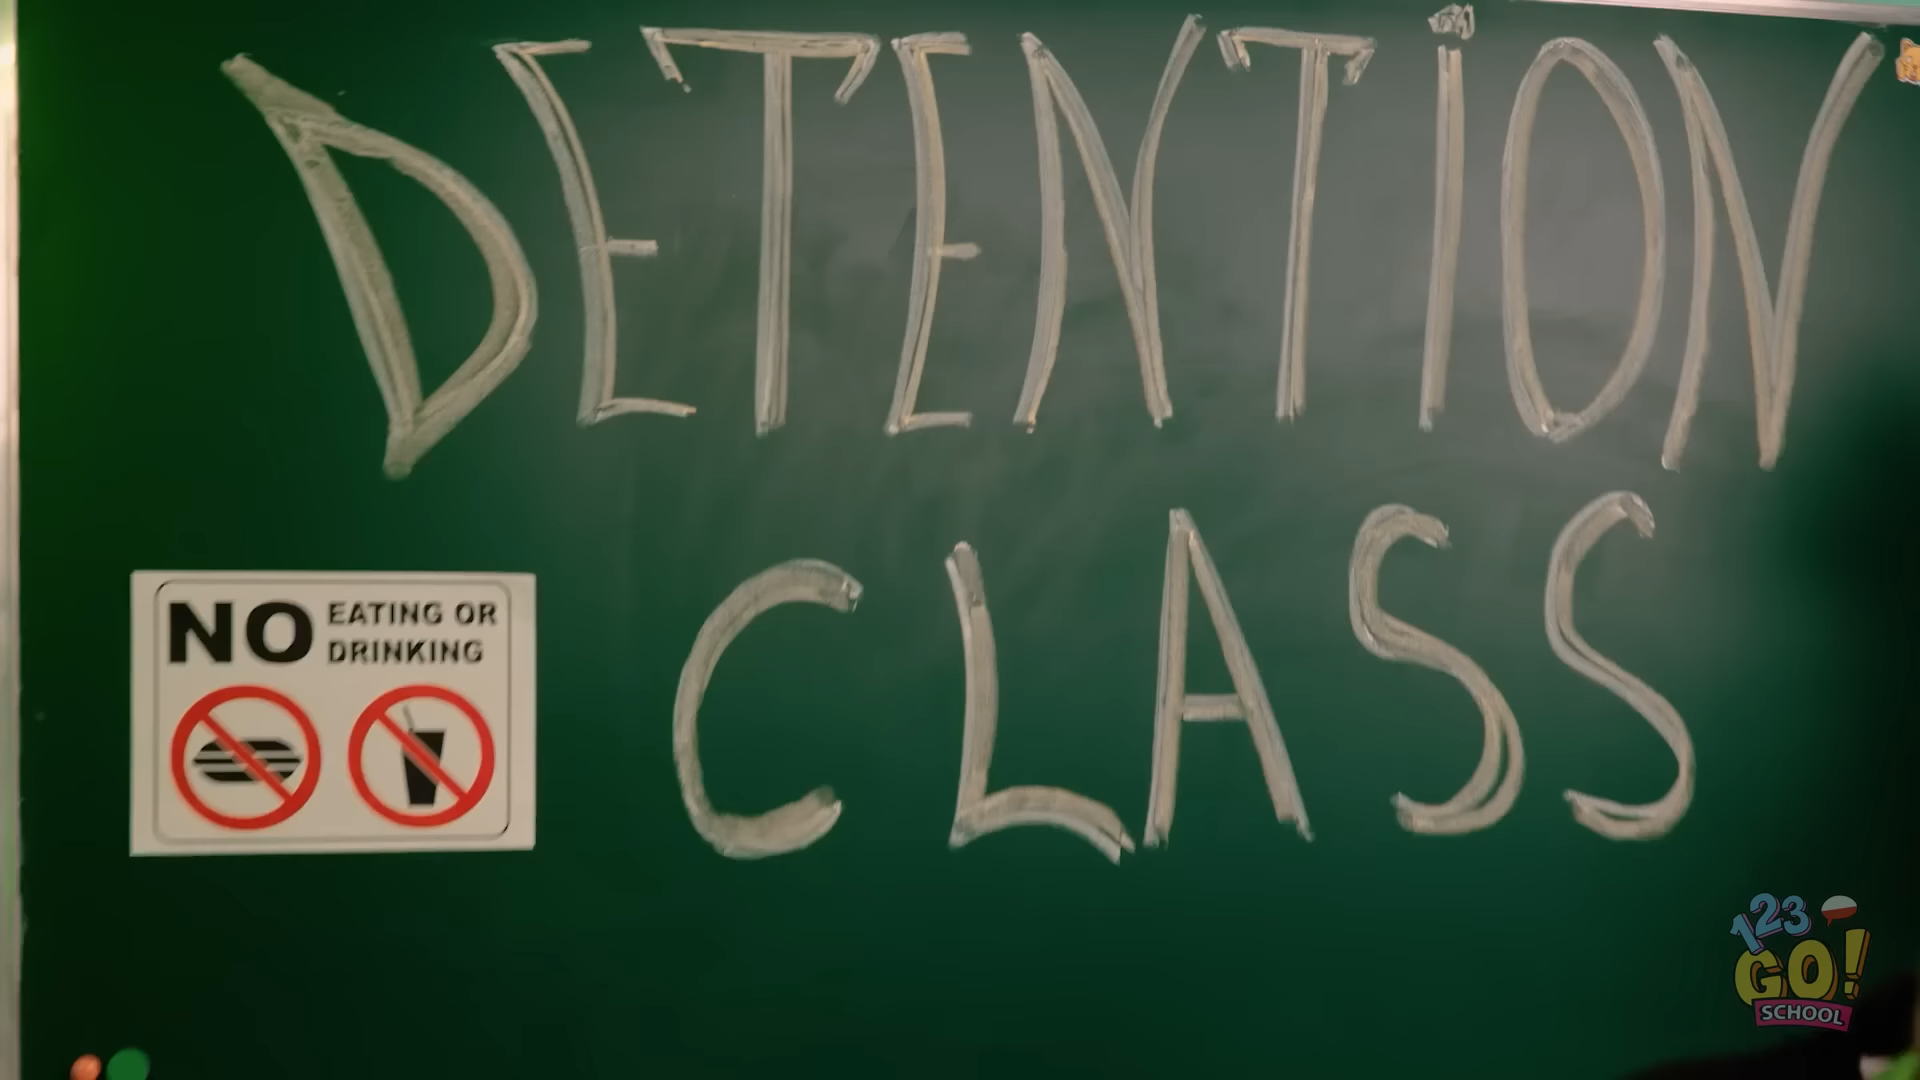 DETENTiON
CLASS
NO EATING OR
DRINKING
123
GO!
SCHOOL